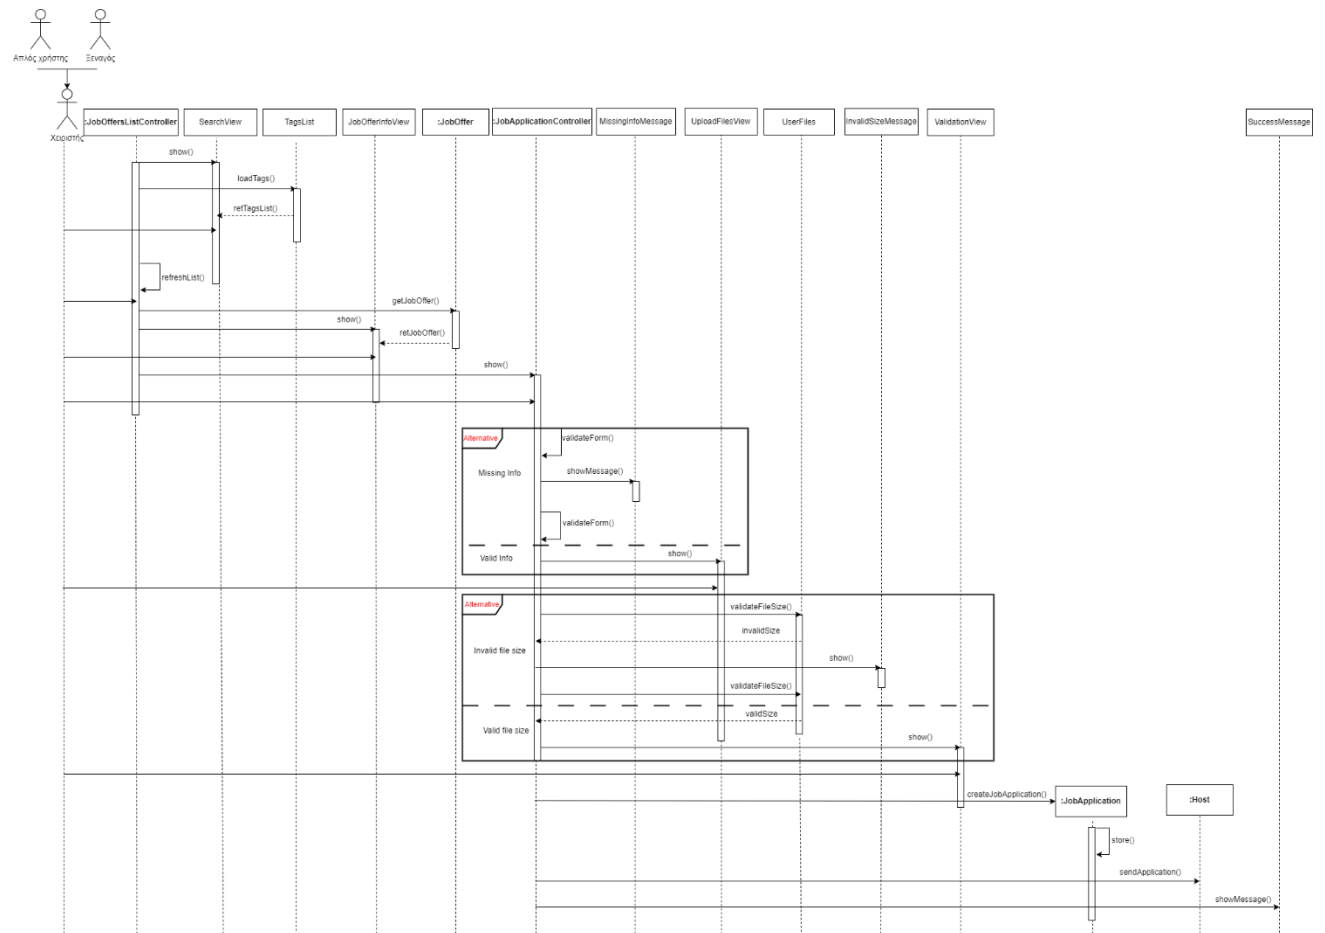 Απλός χρήστης
Ξεναγός
Χειριστής
:JobOffersListController
SearchView
TagsList
JobOfferInfoView
:JobOffer
:JobApplicationController
MissingInfoMessage
UploadFilesView
UserFiles
InvalidSizeMessage
ValidationView
SuccessMessage
show()
loadTags()
retTagsList()
refreshList()
getJobOffer()
show()
retJobOffer()
show()
Alternative
validateForm()
Missing Info
showMessage()
validateForm()
Valid Info
show()
Alternative
validateFileSize()
invalidSize
Invalid file size
show()
validateFileSize()
validSize
Valid file size
show()
createJobApplication()
:JobApplication
:Host
store()
sendApplication()
showMessage()